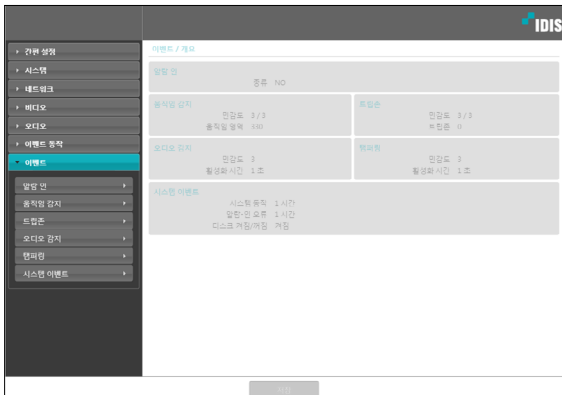 IDIS
간편 설정
시스템
네트워크
비디오
오디오
이벤트 동작
이벤트
알람 인
움직임 감지
트립존
오디오 감지
탬퍼링
시스템 이벤트
이벤트 / 개요
알람 인
종류 NO
움직임 감지
민감도 3 / 3
움직임 영역 330
트립존
민감도 3 / 3
트립존 0
오디오 감지
민감도 3
활성화 시간 1 초
탬퍼링
민감도 3
활성화 시간 1 초
시스템 이벤트
시스템 동작 1 시간
알람-인 오류 1 시간
디스크 켜짐/꺼짐 꺼짐
저장